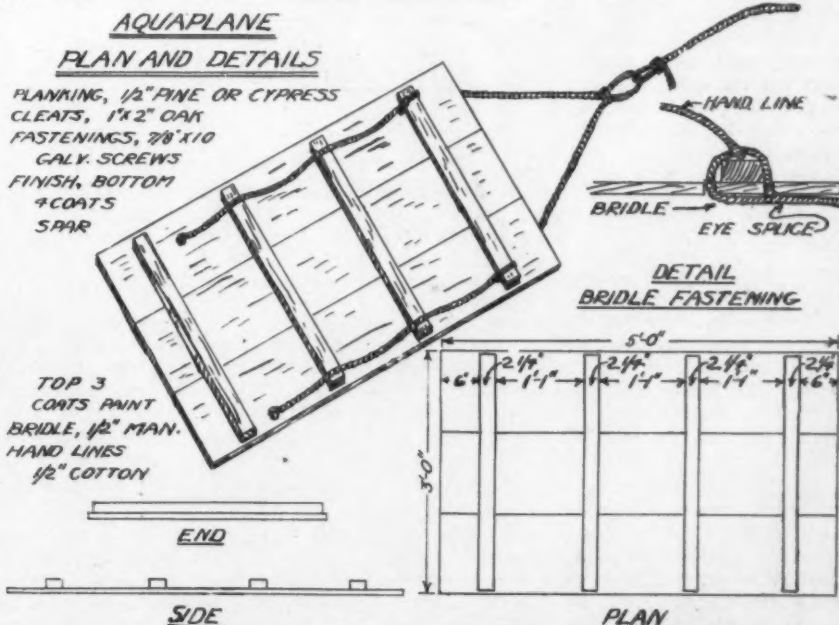 AQUAPLANE
PLAN AND DETAILS
PLANKING, 1/2" PINE OR CYPRESS
CLEATS, 1"X 2" OAK
FASTENINGS, 7/8"X10
GALV. SCREWS
FINISH, BOTTOM
4 COATS
SPAR
TOP 3
COATS PAINT
BRIDLE, 1/2" MAN.
HAND LINES
1/2" COTTON
HAND LINE
BRIDLE
EYE SPLICE
DETAIL
BRIDLE FASTENING
5'-0"
2 1/4" 2 1/4" 2 1/4" 2 1/4"
6" 1'-1" 1'-1" 1'-1" 6"
3'-0"
END
SIDE
PLAN